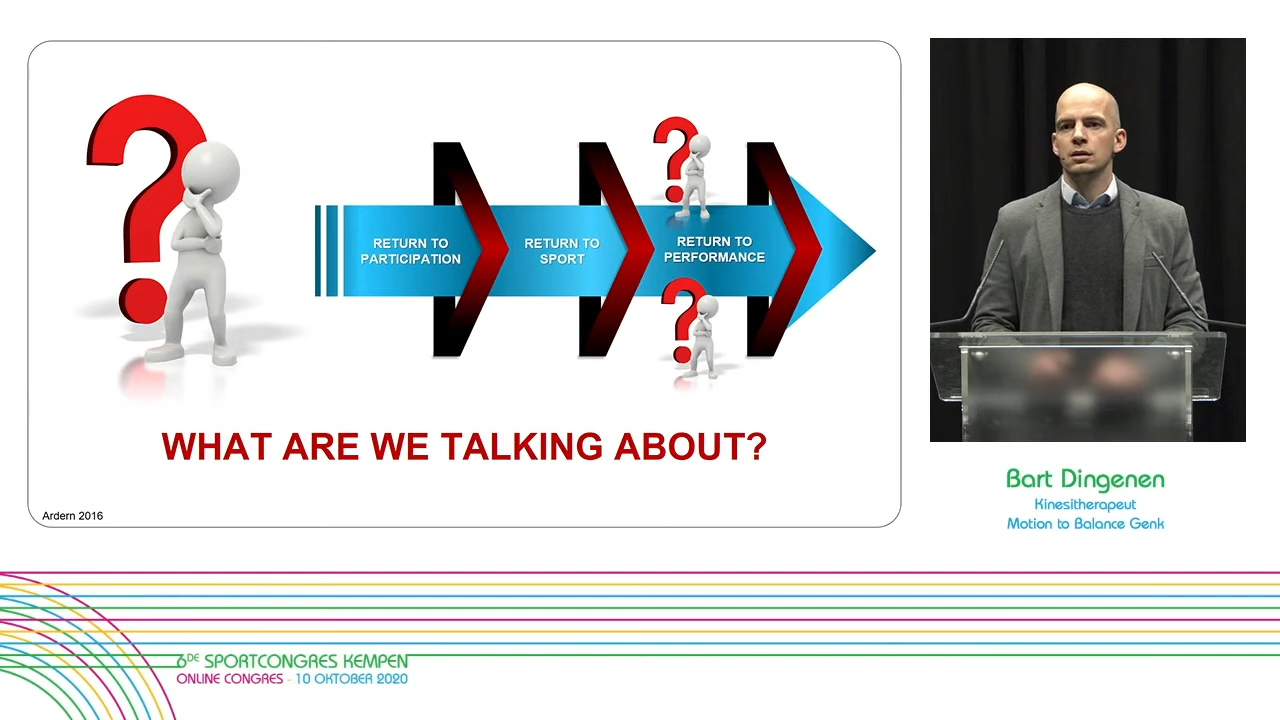 RETURN TO
PARTICIPATION
RETURN TO
SPORT
RETURN TO
PERFORMANCE
WHAT ARE WE TALKING ABOUT?
Ardern 2016
Bart Dingenen
Kinesitherapeut
Motion to Balance Genk
6DE SPORTCONGRES KEMPEN
ONLINE CONGRES - 10 OKTOBER 2020